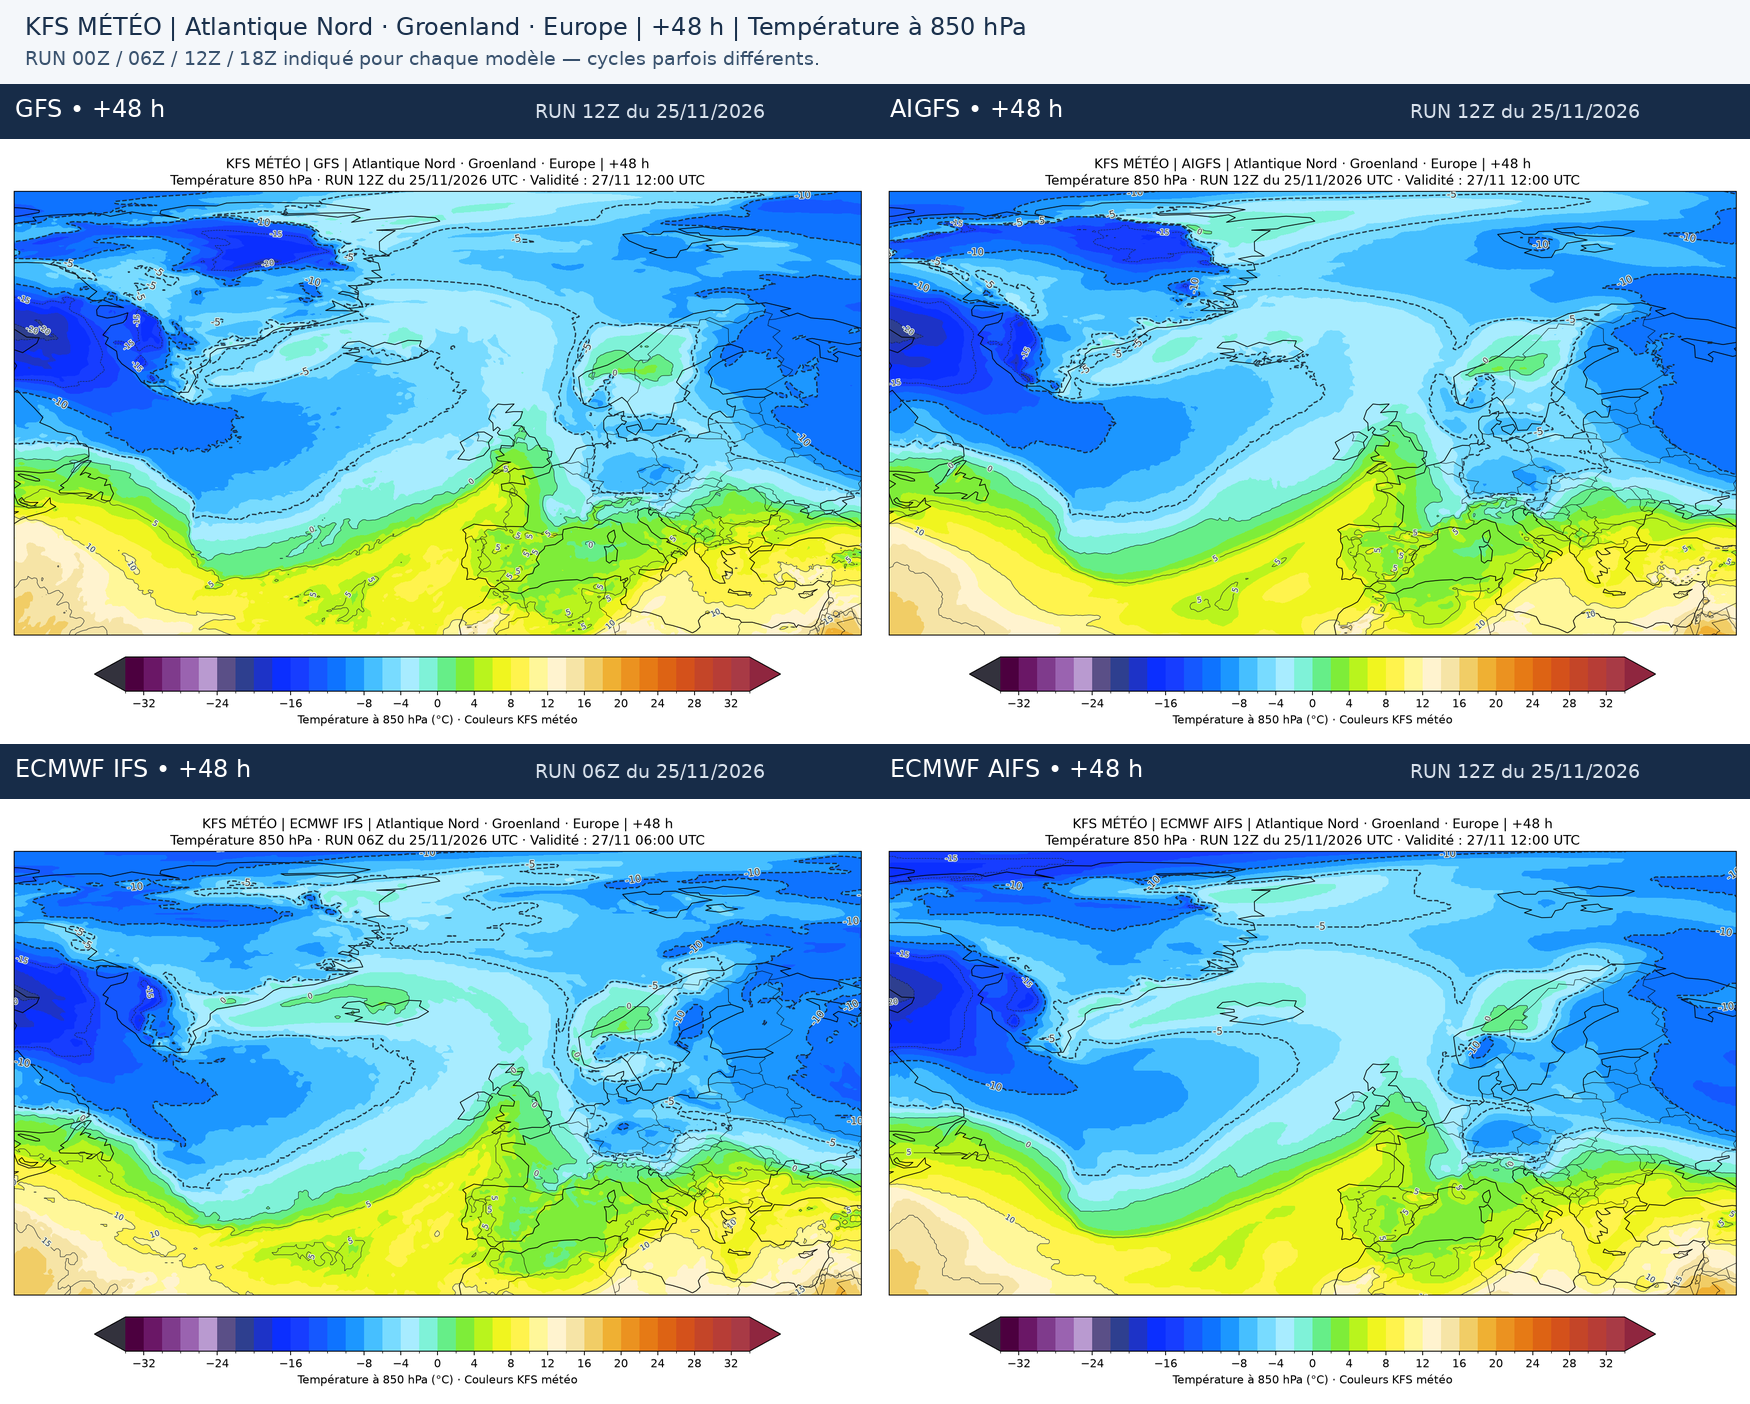 KFS MÉTÉO | Atlantique Nord · Groenland · Europe | +48 h | Température à 850 hPa
RUN 00Z / 06Z / 12Z / 18Z indiqué pour chaque modèle — cycles parfois différents.
GFS • +48 h
RUN 12Z du 25/11/2026
KFS MÉTÉO | GFS | Atlantique Nord · Groenland · Europe | +48 h
Température 850 hPa · RUN 12Z du 25/11/2026 UTC · Validité : 27/11 12:00 UTC
−32 −24 −16 −8 −4 0 4 8 12 16 20 24 28 32
Température à 850 hPa (°C) · Couleurs KFS météo
AIGFS • +48 h
RUN 12Z du 25/11/2026
KFS MÉTÉO | AIGFS | Atlantique Nord · Groenland · Europe | +48 h
Température 850 hPa · RUN 12Z du 25/11/2026 UTC · Validité : 27/11 12:00 UTC
−32 −24 −16 −8 −4 0 4 8 12 16 20 24 28 32
Température à 850 hPa (°C) · Couleurs KFS météo
ECMWF IFS • +48 h
RUN 06Z du 25/11/2026
KFS MÉTÉO | ECMWF IFS | Atlantique Nord · Groenland · Europe | +48 h
Température 850 hPa · RUN 06Z du 25/11/2026 UTC · Validité : 27/11 06:00 UTC
−32 −24 −16 −8 −4 0 4 8 12 16 20 24 28 32
Température à 850 hPa (°C) · Couleurs KFS météo
ECMWF AIFS • +48 h
RUN 12Z du 25/11/2026
KFS MÉTÉO | ECMWF AIFS | Atlantique Nord · Groenland · Europe | +48 h
Température 850 hPa · RUN 12Z du 25/11/2026 UTC · Validité : 27/11 12:00 UTC
−32 −24 −16 −8 −4 0 4 8 12 16 20 24 28 32
Température à 850 hPa (°C) · Couleurs KFS météo